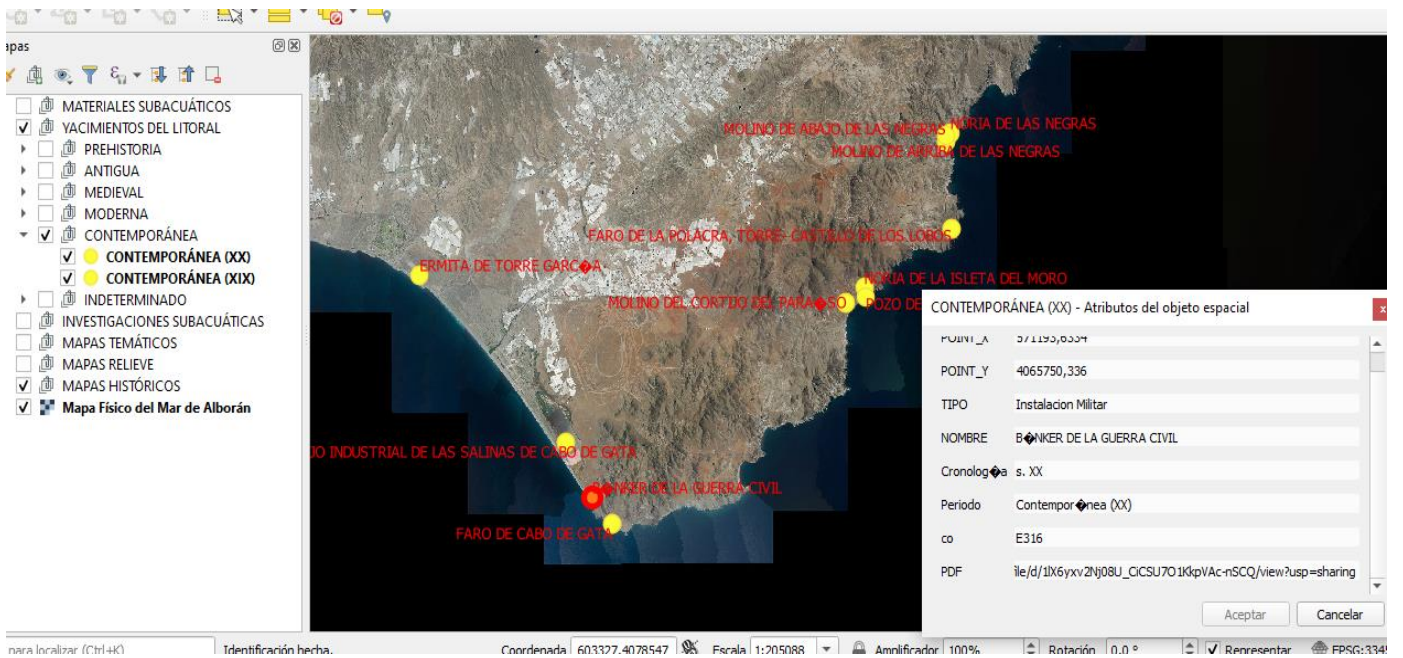 apas
MATERIALES SUBACUÁTICOS
YACIMIENTOS DEL LITORAL
PREHISTORIA
ANTIGUA
MEDIEVAL
MODERNA
CONTEMPORÁNEA
CONTEMPORÁNEA (XX)
CONTEMPORÁNEA (XIX)
INDETERMINADO
INVESTIGACIONES SUBACUÁTICAS
MAPAS TEMÁTICOS
MAPAS RELIEVE
MAPAS HISTÓRICOS
Mapa Físico del Mar de Alborán
MOLINO DE ABAJO DE LAS NEGRAS
NORIA DE LAS NEGRAS
MOLINO DE ARRIBA DE LAS NEGRAS
FARO DE LA POLACRA, TORRE- CASTILLO DE LOS LOBOS
ERMITA DE TORRE GARC�A
NORIA DE LA ISLETA DEL MORO
MOLINO DEL CORTIJO DEL PARA�SO
POZO DE
JO INDUSTRIAL DE LAS SALINAS DE CABO DE GATA
B�NKER DE LA GUERRA CIVIL
FARO DE CABO DE GATA
CONTEMPORÁNEA (XX) - Atributos del objeto espacial
POINT_X 571193,6334
POINT_Y 4065750,336
TIPO Instalacion Militar
NOMBRE B�NKER DE LA GUERRA CIVIL
Cronolog�a s. XX
Periodo Contempor�nea (XX)
co E316
PDF ile/d/1lX6yxv2Nj08U_CiCSU7O1KkpVAc-nSCQ/view?usp=sharing
Aceptar Cancelar
para localizar (Ctrl+K) Identificación hecha. Coordenada 603327,4078547 Escala 1:205088 Amplificador 100% Rotación 0,0 ° Representar EPSG:3345